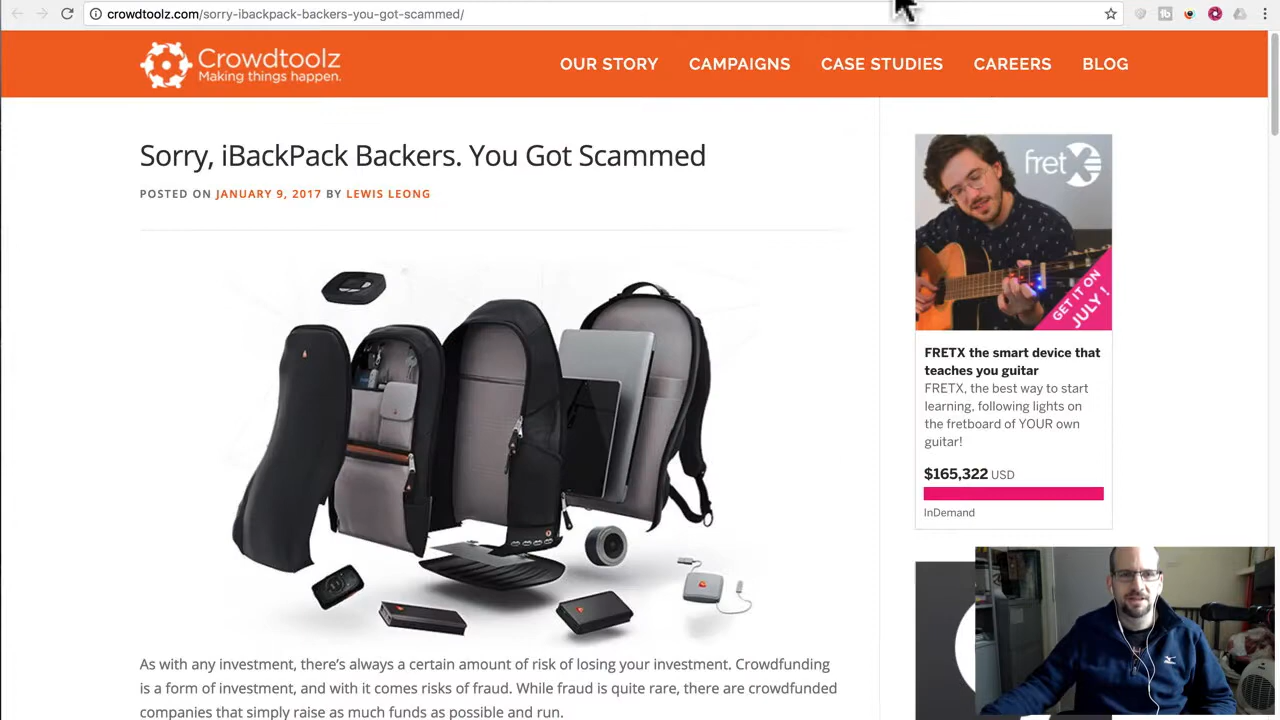 crowdtoolz.com/sorry-ibackpack-backers-you-got-scammed/
Crowdtoolz
Making things happen.
OUR STORY
CAMPAIGNS
CASE STUDIES
CAREERS
BLOG
Sorry, iBackPack Backers. You Got Scammed
POSTED ON JANUARY 9, 2017 BY LEWIS LEONG
As with any investment, there's always a certain amount of risk of losing your investment. Crowdfunding
is a form of investment, and with it comes risks of fraud. While fraud is quite rare, there are crowdfunded
companies that simply raise as much funds as possible and run.
fretX
GET IT ON
JULY !
FRETX the smart device that
teaches you guitar
FRETX, the best way to start
learning, following lights on
the fretboard of YOUR own
guitar!
$165,322 USD
InDemand